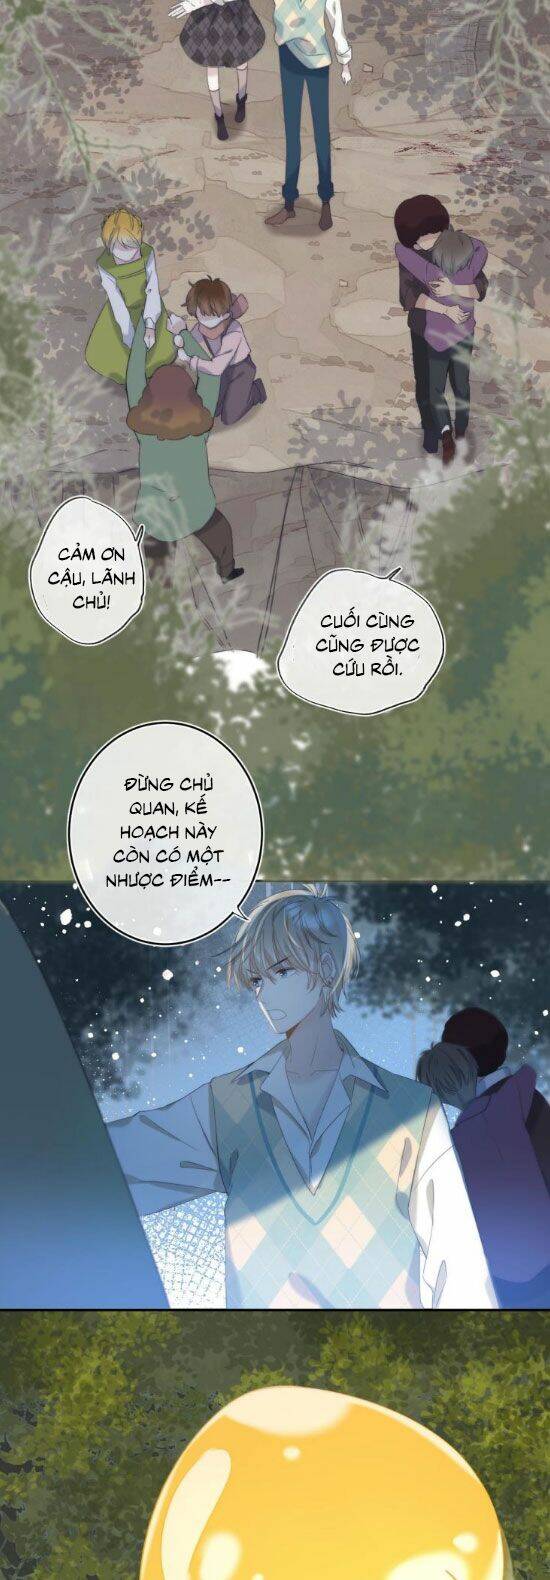 CẢM ƠN
CẬU, LÃNH
CHỦ!
CUỐI CÙNG
CŨNG ĐƯỢC
CỨU RỒI.
ĐỪNG CHỦ
QUAN, KẾ
HOẠCH NÀY
CÒN CÓ MỘT
NHƯỢC ĐIỂM--